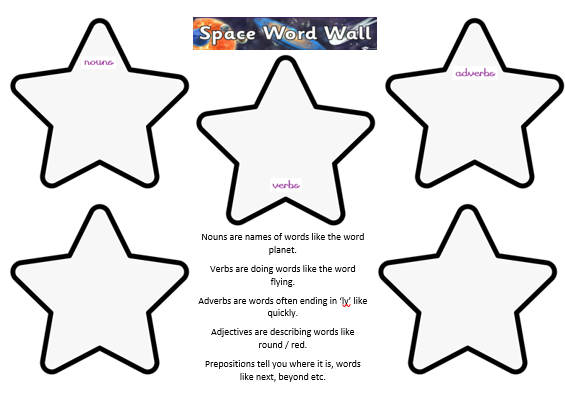 Space Word Wall
nouns
adverbs
verbs
Nouns are names of words like the word
planet.
Verbs are doing words like the word
flying.
Adverbs are words often ending in ‘ly’ like
quickly.
Adjectives are describing words like
round / red.
Prepositions tell you where it is, words
like next, beyond etc.